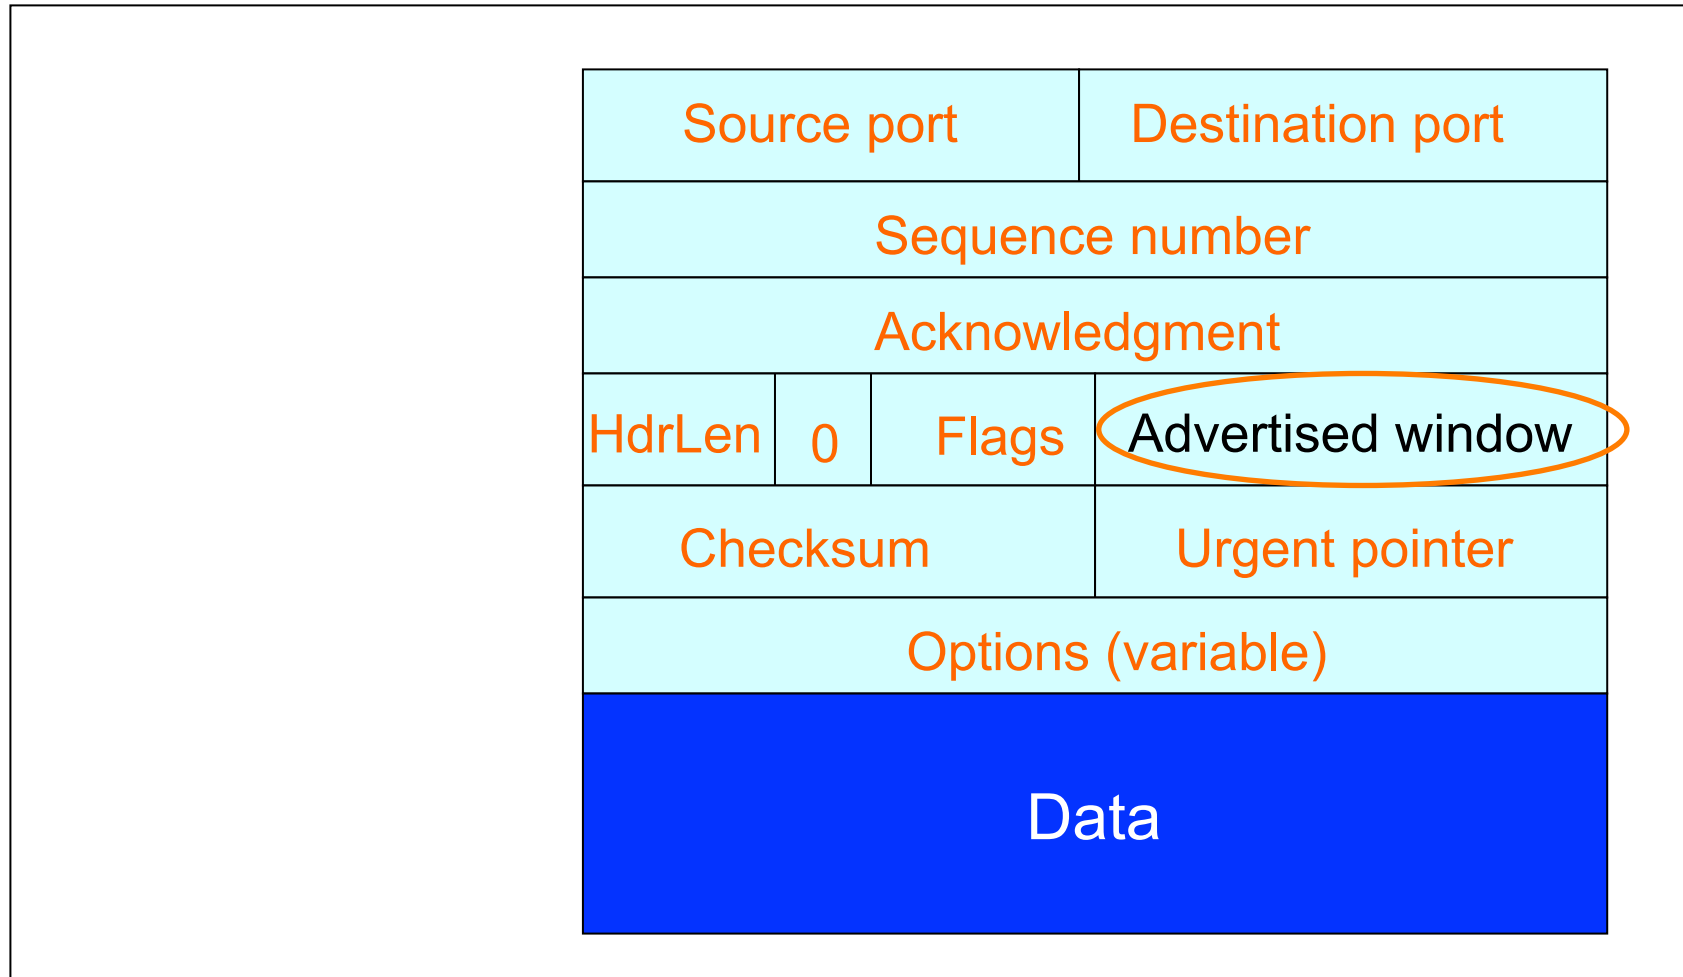 Source port Destination port
Sequence number
Acknowledgment
HdrLen 0 Flags Advertised window
Checksum Urgent pointer
Options (variable)
Data